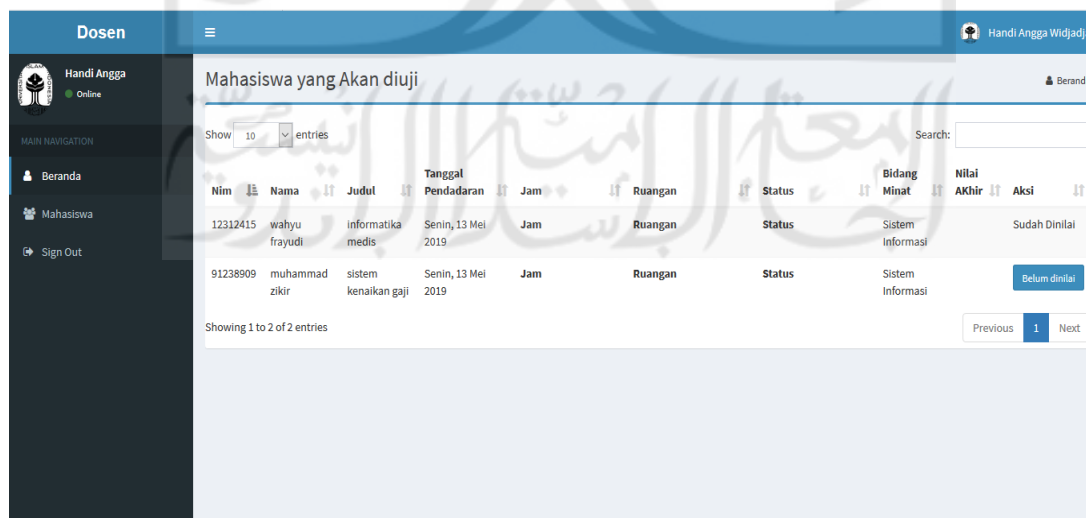 Dosen
Handi Angga Widjadj
Handi Angga
Online
Mahasiswa yang Akan diuji
Berand
MAIN NAVIGATION
Beranda
Mahasiswa
Sign Out
Show 10 entries
Search:
Nim Nama Judul Tanggal Pendadaran Jam Ruangan Status Bidang Minat Nilai AKhir Aksi
12312415 wahyu frayudi informatika medis Senin, 13 Mei 2019 Jam Ruangan Status Sistem Informasi Sudah Dinilai
91238909 muhammad zikir sistem kenaikan gaji Senin, 13 Mei 2019 Jam Ruangan Status Sistem Informasi Belum dinilai
Showing 1 to 2 of 2 entries
Previous 1 Next